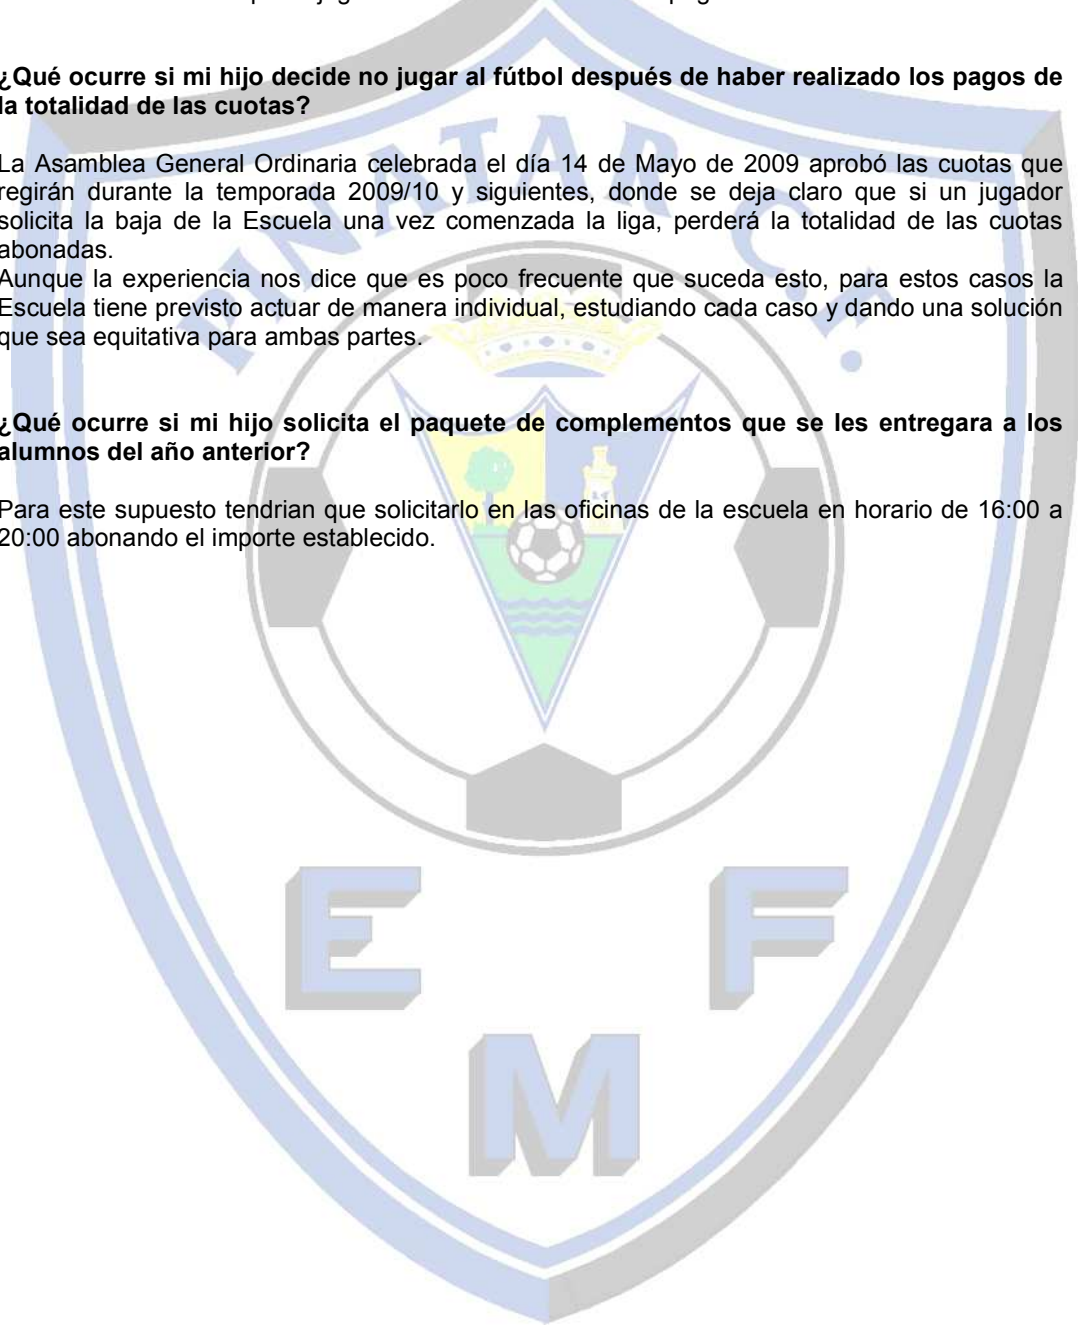 ¿Qué ocurre si mi hijo decide no jugar al fútbol después de haber realizado los pagos de
la totalidad de las cuotas?
La Asamblea General Ordinaria celebrada el día 14 de Mayo de 2009 aprobó las cuotas que
regirán durante la temporada 2009/10 y siguientes, donde se deja claro que si un jugador
solicita la baja de la Escuela una vez comenzada la liga, perderá la totalidad de las cuotas
abonadas.
Aunque la experiencia nos dice que es poco frecuente que suceda esto, para estos casos la
Escuela tiene previsto actuar de manera individual, estudiando cada caso y dando una solución
que sea equitativa para ambas partes.
¿Qué ocurre si mi hijo solicita el paquete de complementos que se les entregara a los
alumnos del año anterior?
Para este supuesto tendrian que solicitarlo en las oficinas de la escuela en horario de 16:00 a
20:00 abonando el importe establecido.
PINATAR C.F.
E F
M